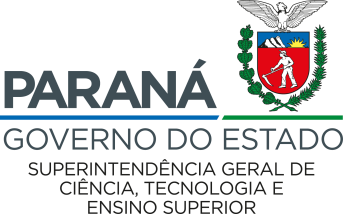 PARANÁ
GOVERNO DO ESTADO
SUPERINTENDÊNCIA GERAL DE
CIÊNCIA, TECNOLOGIA E
ENSINO SUPERIOR